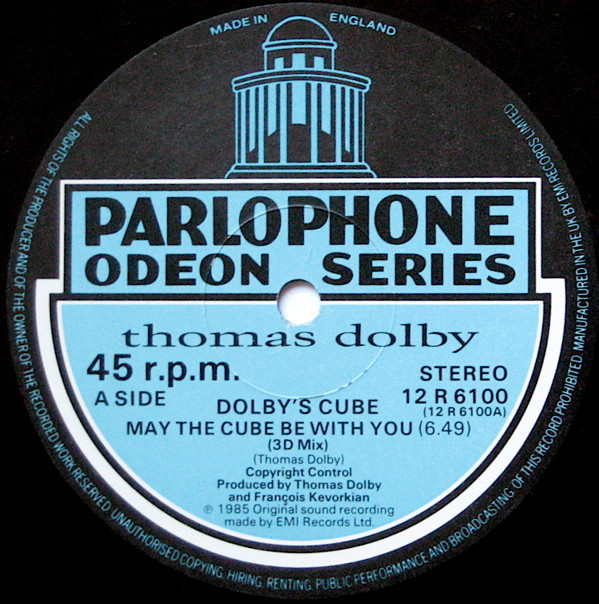 MADE IN ENGLAND
PARLOPHONE
ODEON SERIES
thomas dolby
45 r.p.m.
STEREO
A SIDE
12 R 6100
(12 R 6100A)
DOLBY'S CUBE
MAY THE CUBE BE WITH YOU (6.49)
(3D Mix)
(Thomas Dolby)
Copyright Control
Produced by Thomas Dolby
and François Kevorkian
℗ 1985 Original sound recording
made by EMI Records Ltd.
ALL RIGHTS OF THE PRODUCER AND OF THE OWNER OF THE RECORDED WORK RESERVED. UNAUTHORISED COPYING, HIRING, RENTING, PUBLIC PERFORMANCE AND BROADCASTING OF THIS RECORD PROHIBITED. MANUFACTURED IN THE UK BY EMI RECORDS LIMITED